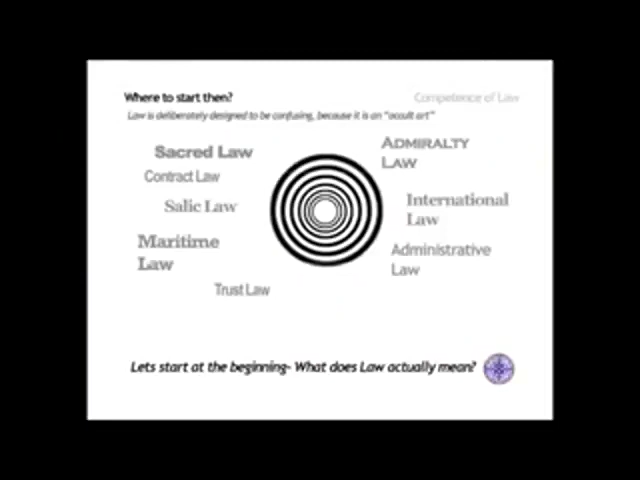 Where to start then?
Competence of Law
Law is deliberately designed to be confusing, because it is an "occult art"
Sacred Law
Contract Law
Salic Law
Maritime
Law
Trust Law
ADMIRALTY
LAW
International
Law
Administrative
Law
Lets start at the beginning- What does Law actually mean?